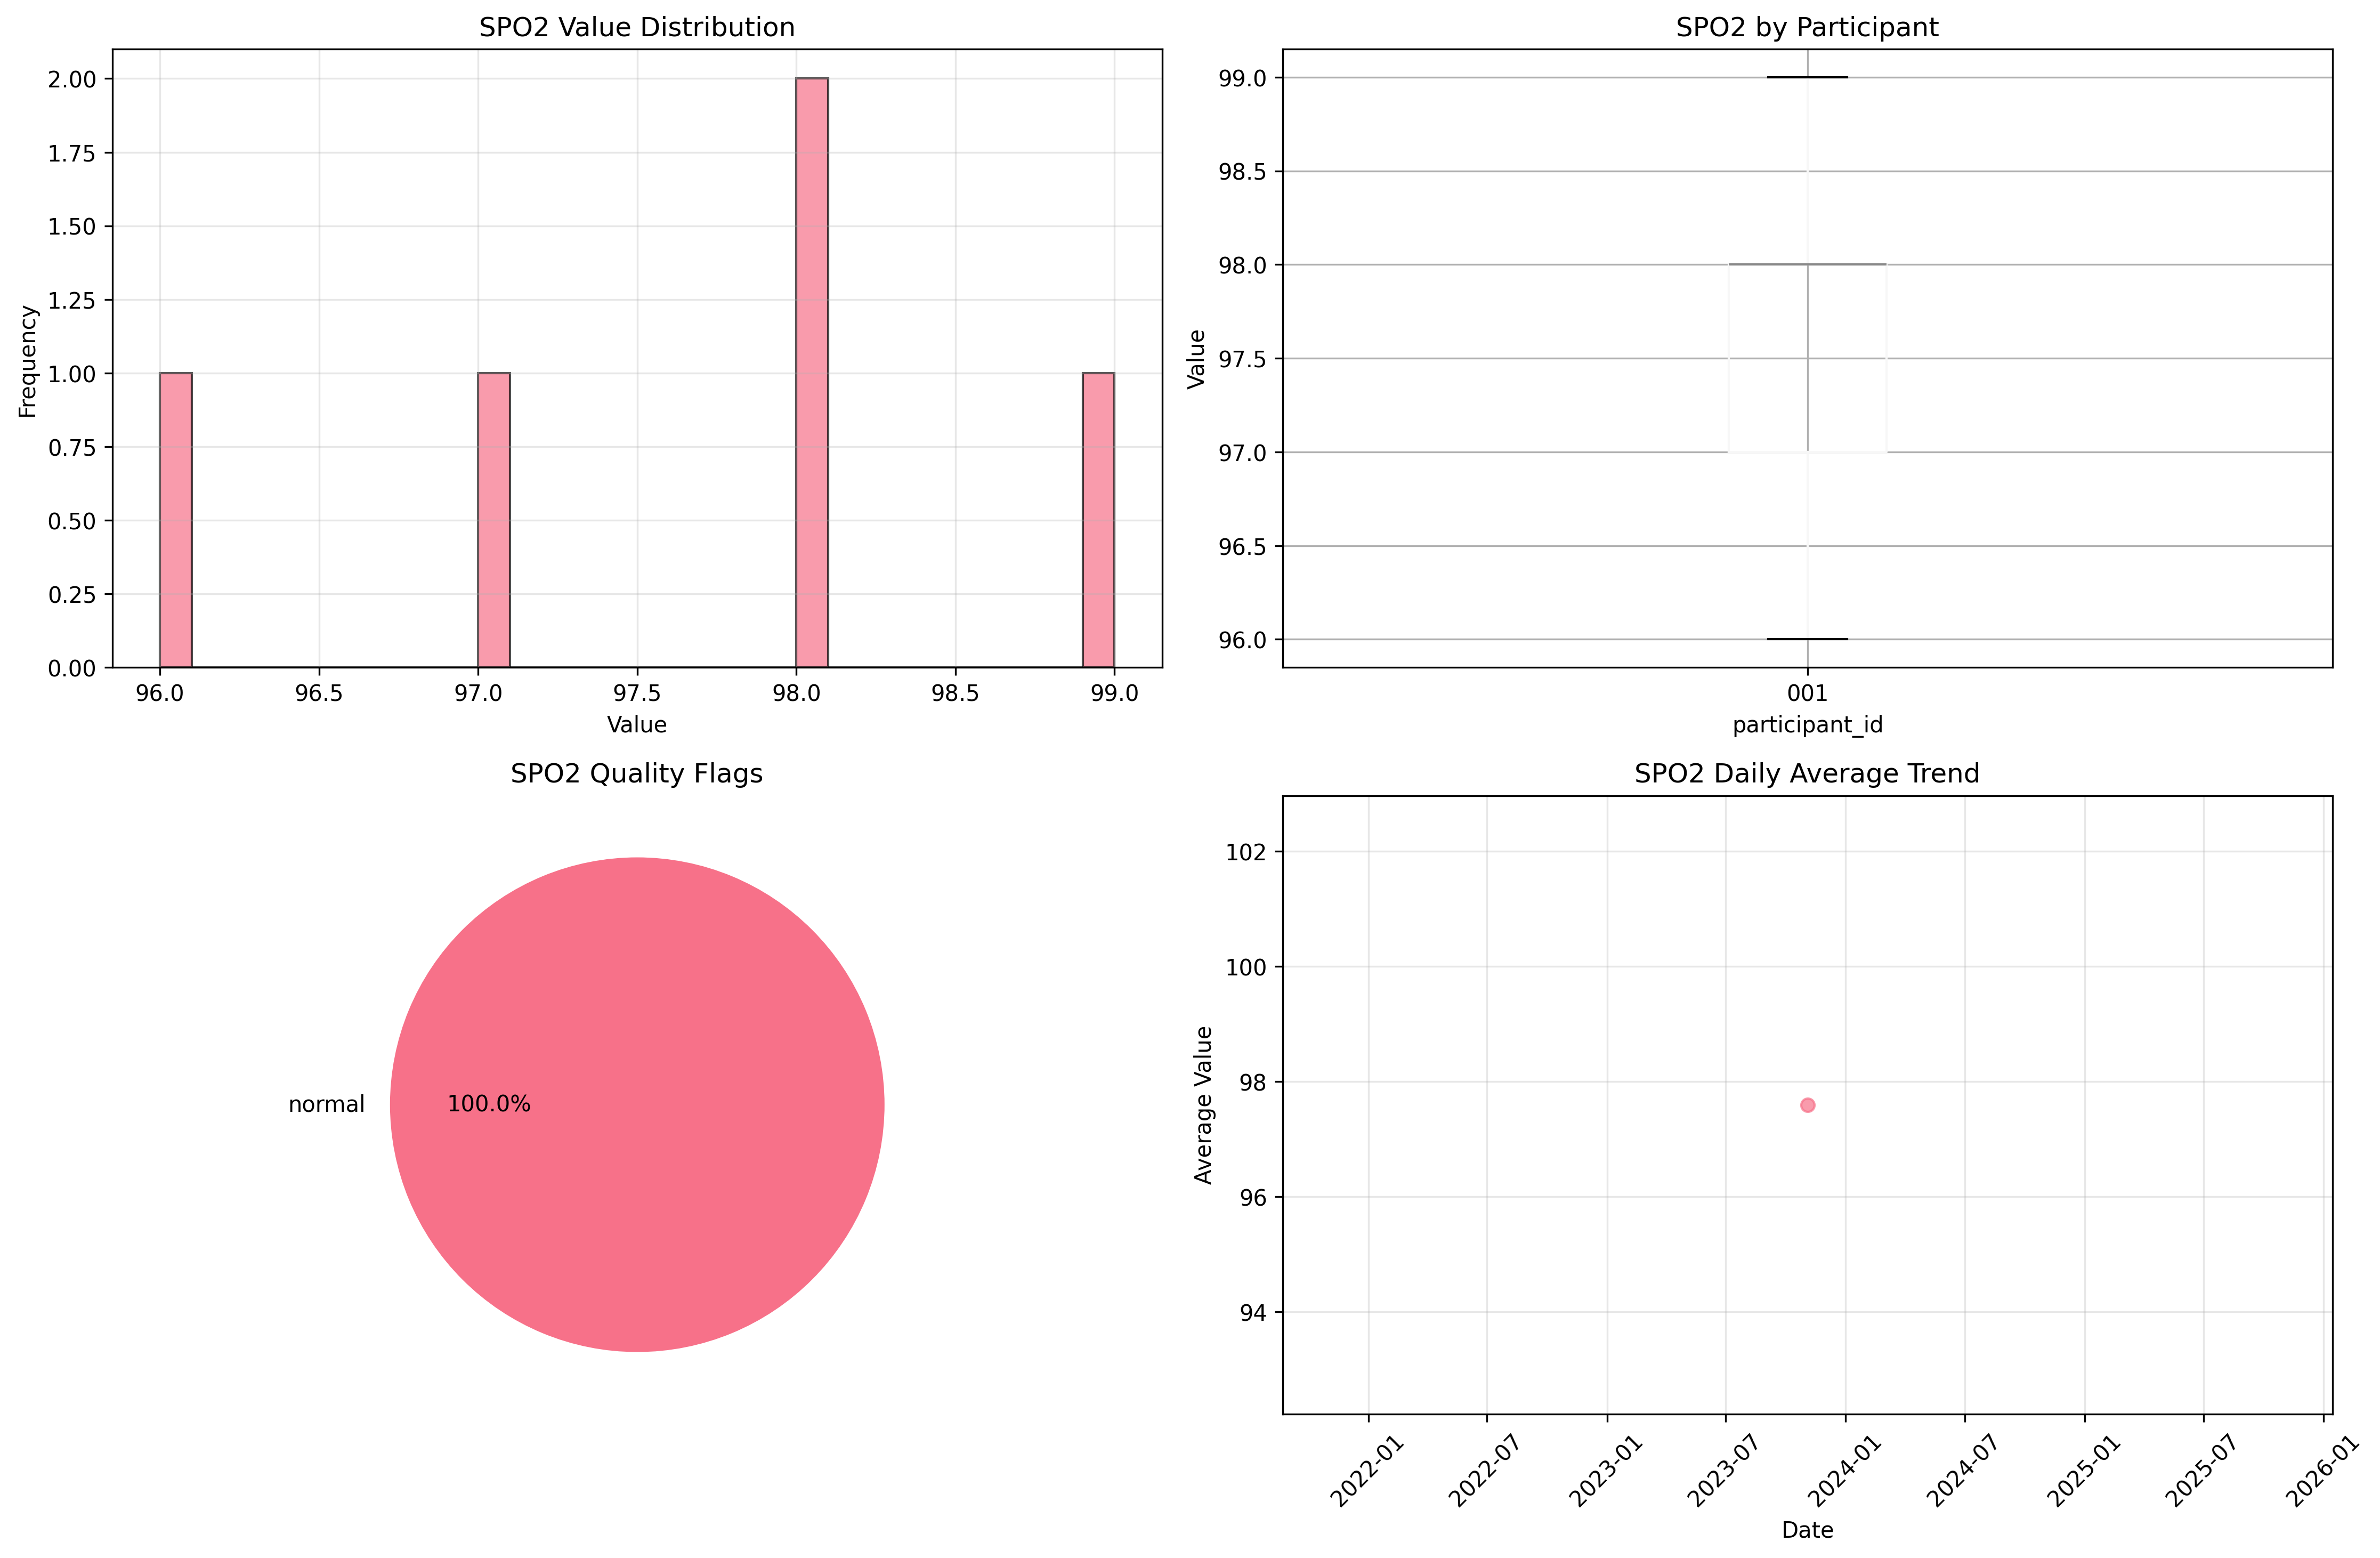 SPO2 Value Distribution
2.00
1.75
1.50
1.25
1.00
0.75
0.50
0.25
0.00
Frequency
96.0 96.5 97.0 97.5 98.0 98.5 99.0
Value
SPO2 by Participant
99.0
98.5
98.0
97.5
97.0
96.5
96.0
Value
001
participant_id
SPO2 Quality Flags
normal
100.0%
SPO2 Daily Average Trend
102
100
98
96
94
Average Value
2022-01 2022-07 2023-01 2023-07 2024-01 2024-07 2025-01 2025-07 2026-01
Date